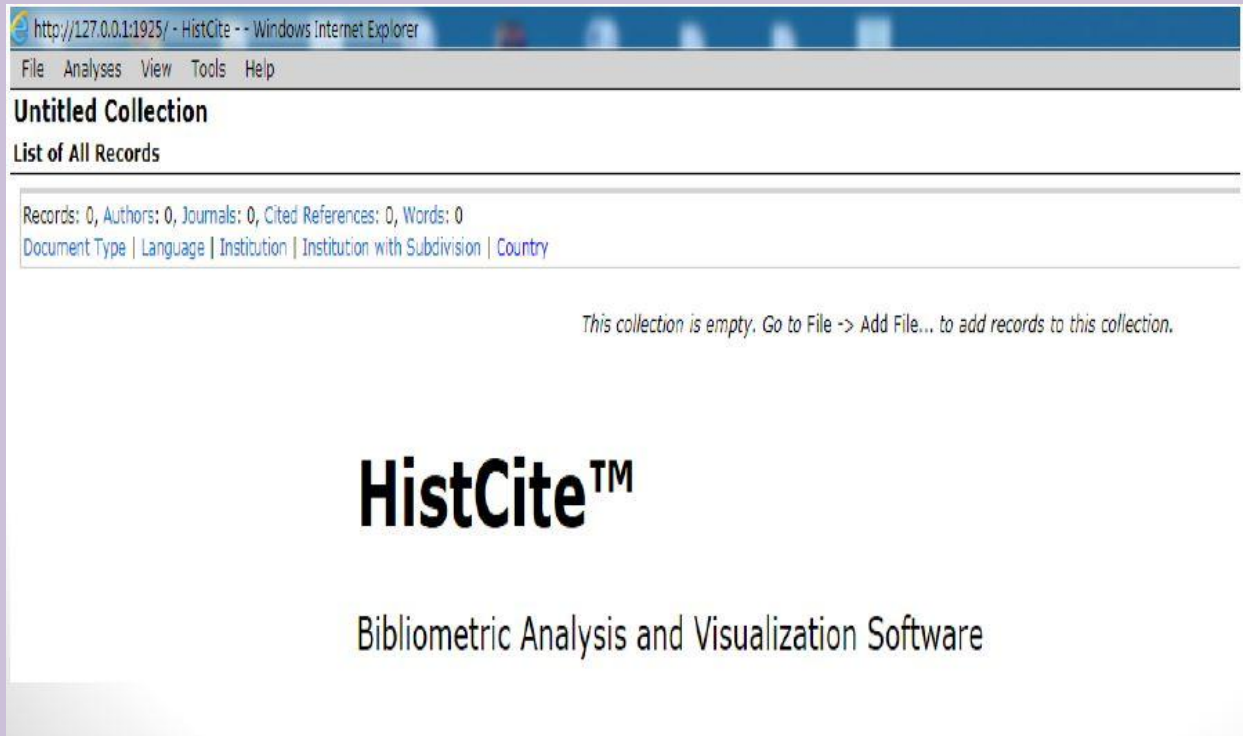 http://127.0.0.1:1925/ - HistCite - - Windows Internet Explorer
File Analyses View Tools Help
Untitled Collection
List of All Records
Records: 0, Authors: 0, Journals: 0, Cited References: 0, Words: 0
Document Type | Language | Institution | Institution with Subdivision | Country
This collection is empty. Go to File -> Add File... to add records to this collection.
HistCite™
Bibliometric Analysis and Visualization Software